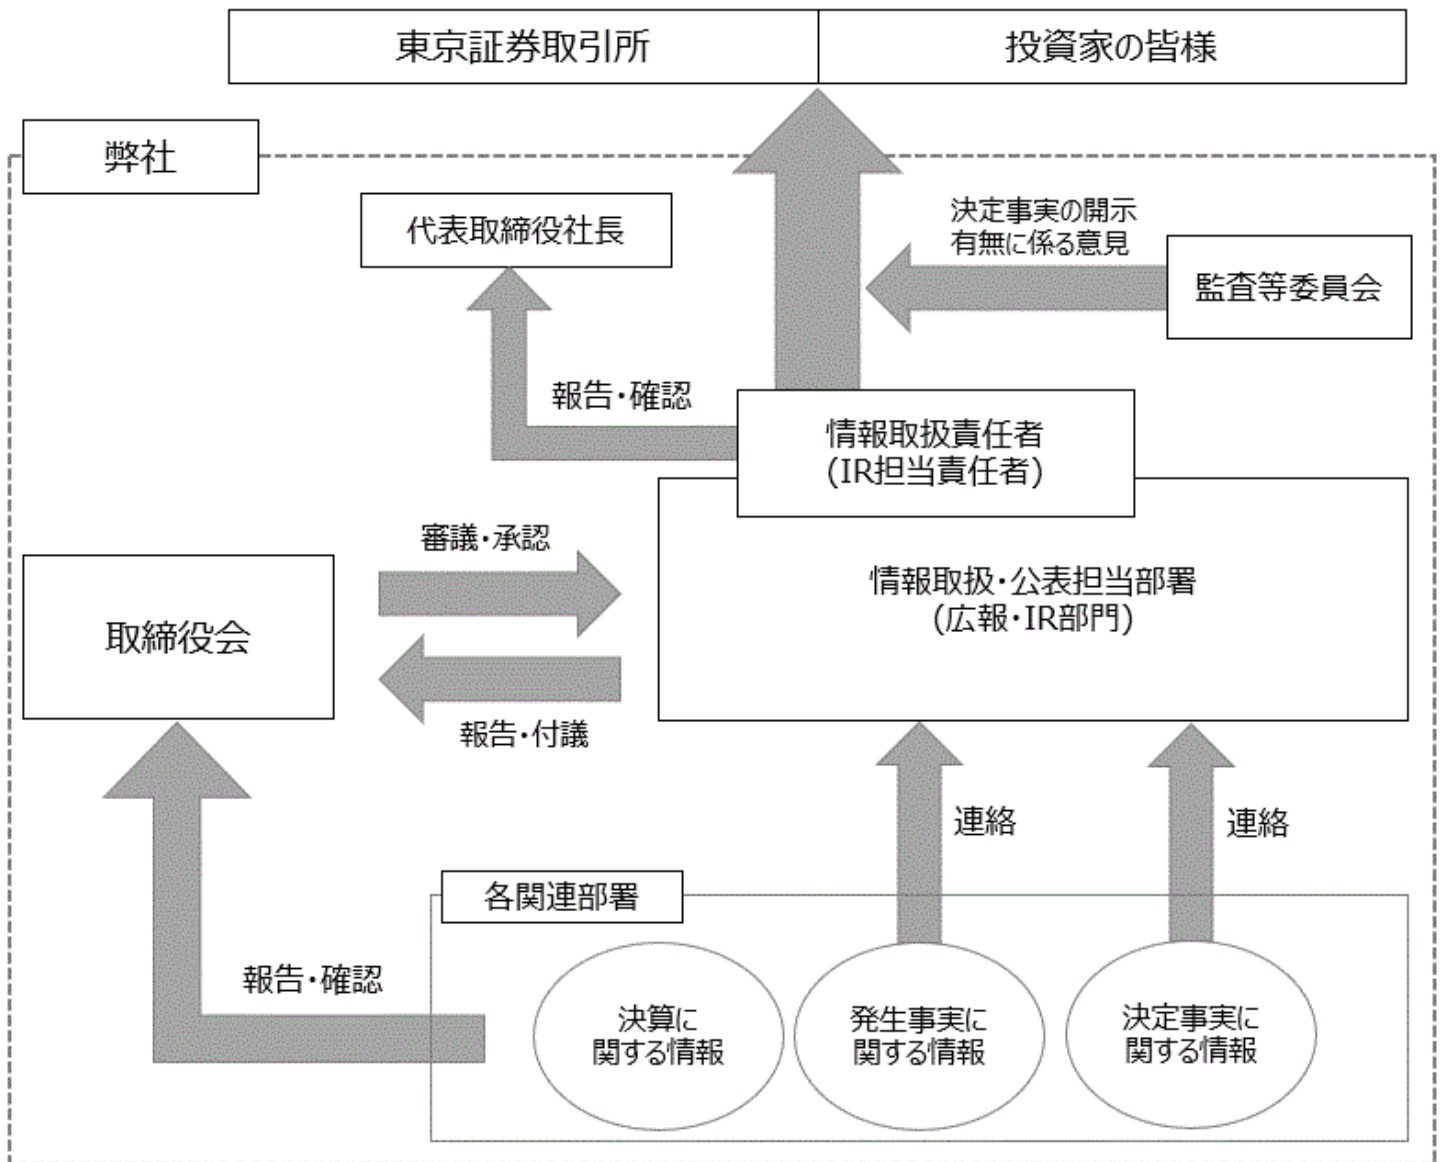 東京証券取引所
投資家の皆様
弊社
代表取締役社長
決定事実の開示
有無に係る意見
監査等委員会
報告・確認
情報取扱責任者
(IR担当責任者)
審議・承認
取締役会
情報取扱・公表担当部署
(広報・IR部門)
報告・付議
連絡
連絡
各関連部署
報告・確認
決算に
関する情報
発生事実に
関する情報
決定事実に
関する情報